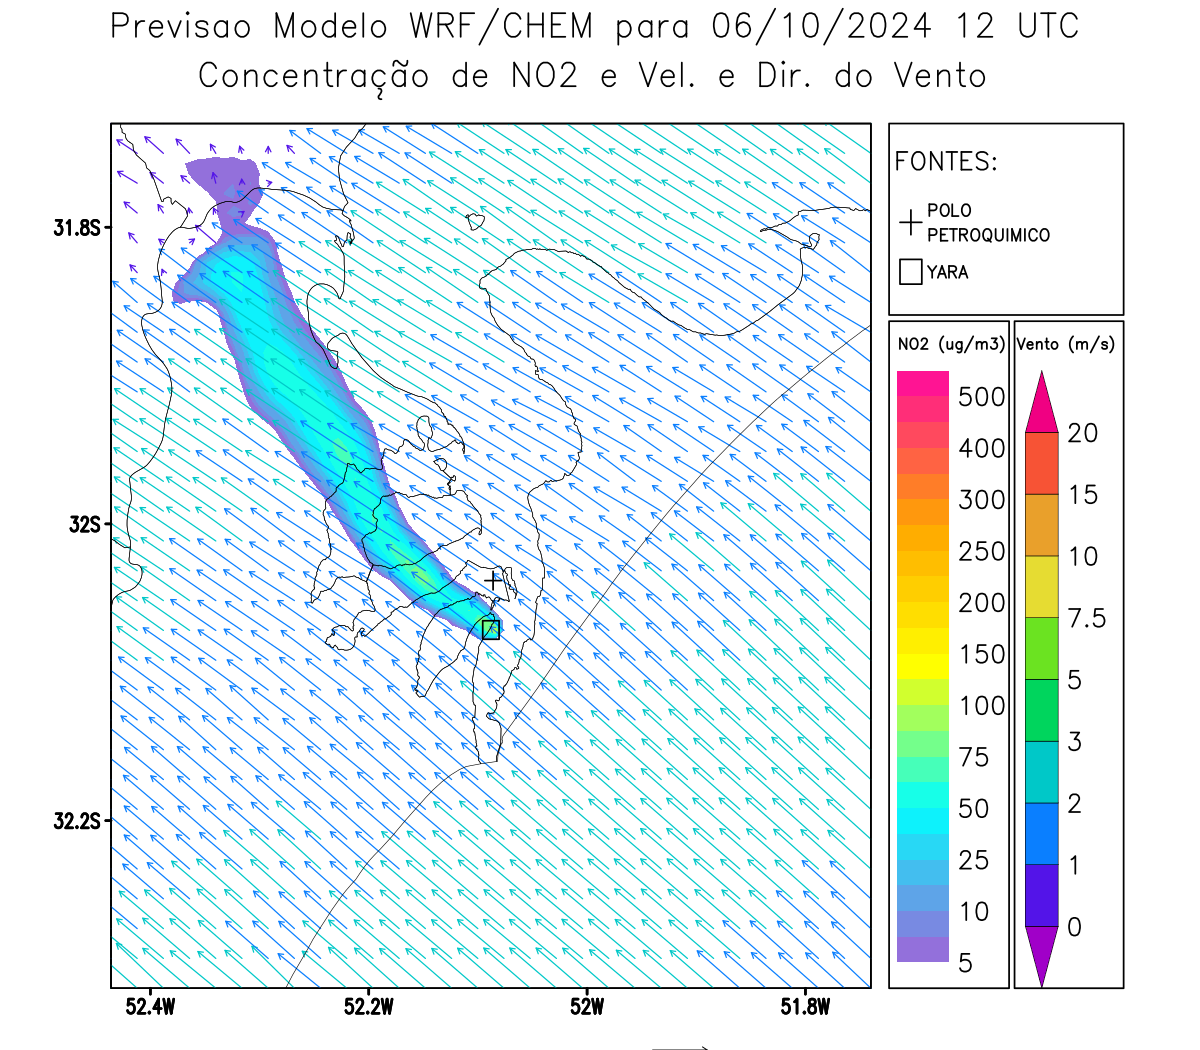 Previsao Modelo WRF/CHEM para 06/10/2024 12 UTC
Concentração de NO2 e Vel. e Dir. do Vento
FONTES:
POLO
PETROQUIMICO
YARA
NO2 (ug/m3)
500
400
300
250
200
150
100
75
50
25
10
5
Vento (m/s)
20
15
10
7.5
5
3
2
1
0
31.8S
32S
32.2S
52.4W
52.2W
52W
51.8W